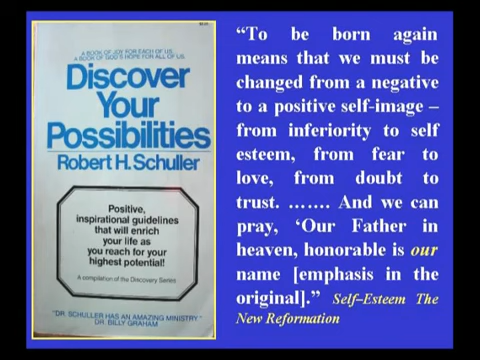 A BOOK OF JOY FOR EACH OF US.
A BOOK OF GOD'S HOPE FOR ALL OF US.
Discover
Your
Possibilities
Robert H. Schuller
Positive,
inspirational guidelines
that will enrich
your life as
you reach for your
highest potential!
A compilation of the Discovery Series
"DR. SCHULLER HAS AN AMAZING MINISTRY"
DR. BILLY GRAHAM
“To be born again
means that we must be
changed from a negative
to a positive self-image –
from inferiority to self
esteem, from fear to
love, from doubt to
trust. ……. And we can
pray, ‘Our Father in
heaven, honorable is our
name [emphasis in the
original].” Self–Esteem The
New Reformation